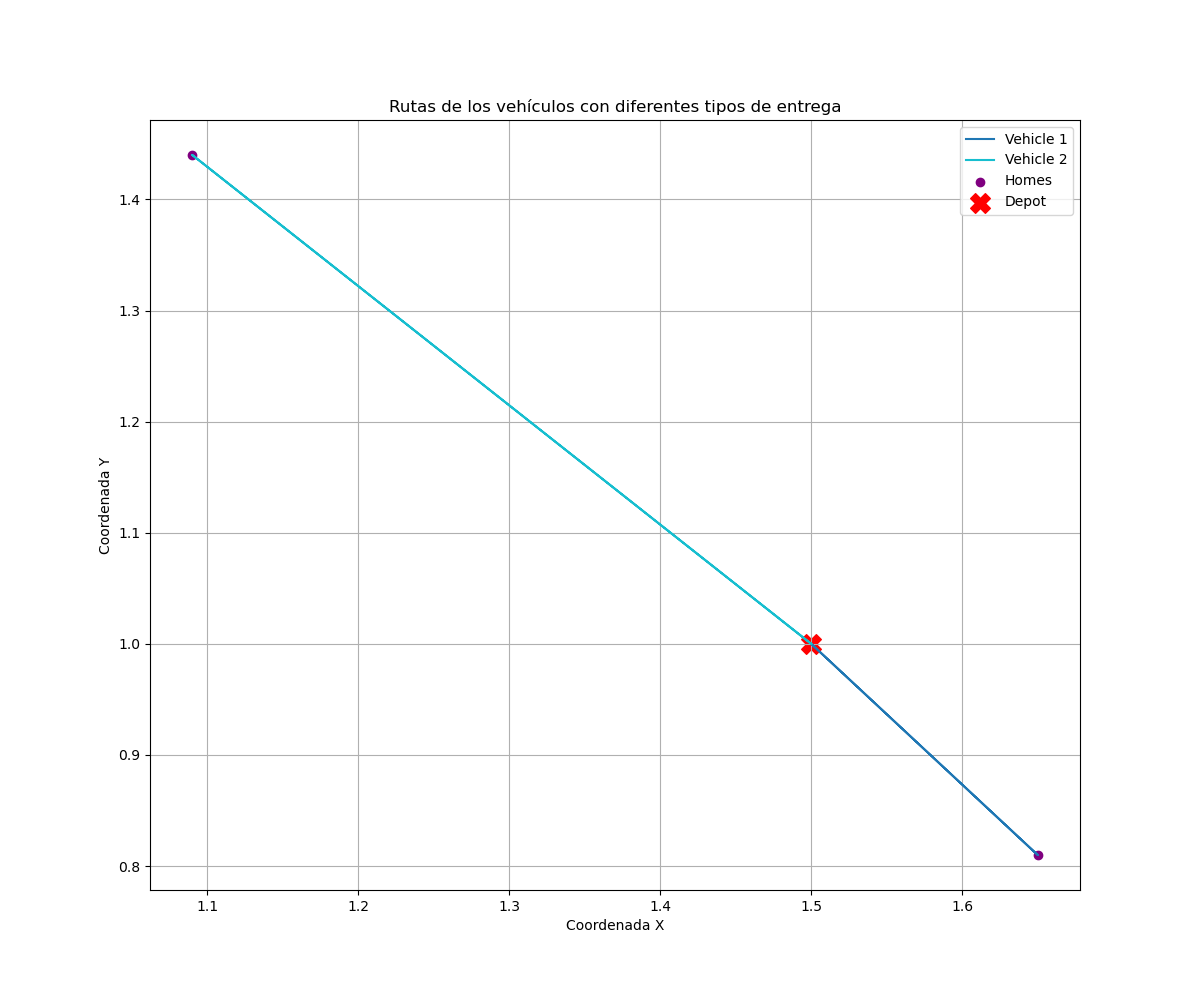 Rutas de los vehículos con diferentes tipos de entrega
Vehicle 1
Vehicle 2
Homes
Depot
1.4
1.3
1.2
1.1
1.0
0.9
0.8
Coordenada Y
1.1 1.2 1.3 1.4 1.5 1.6
Coordenada X